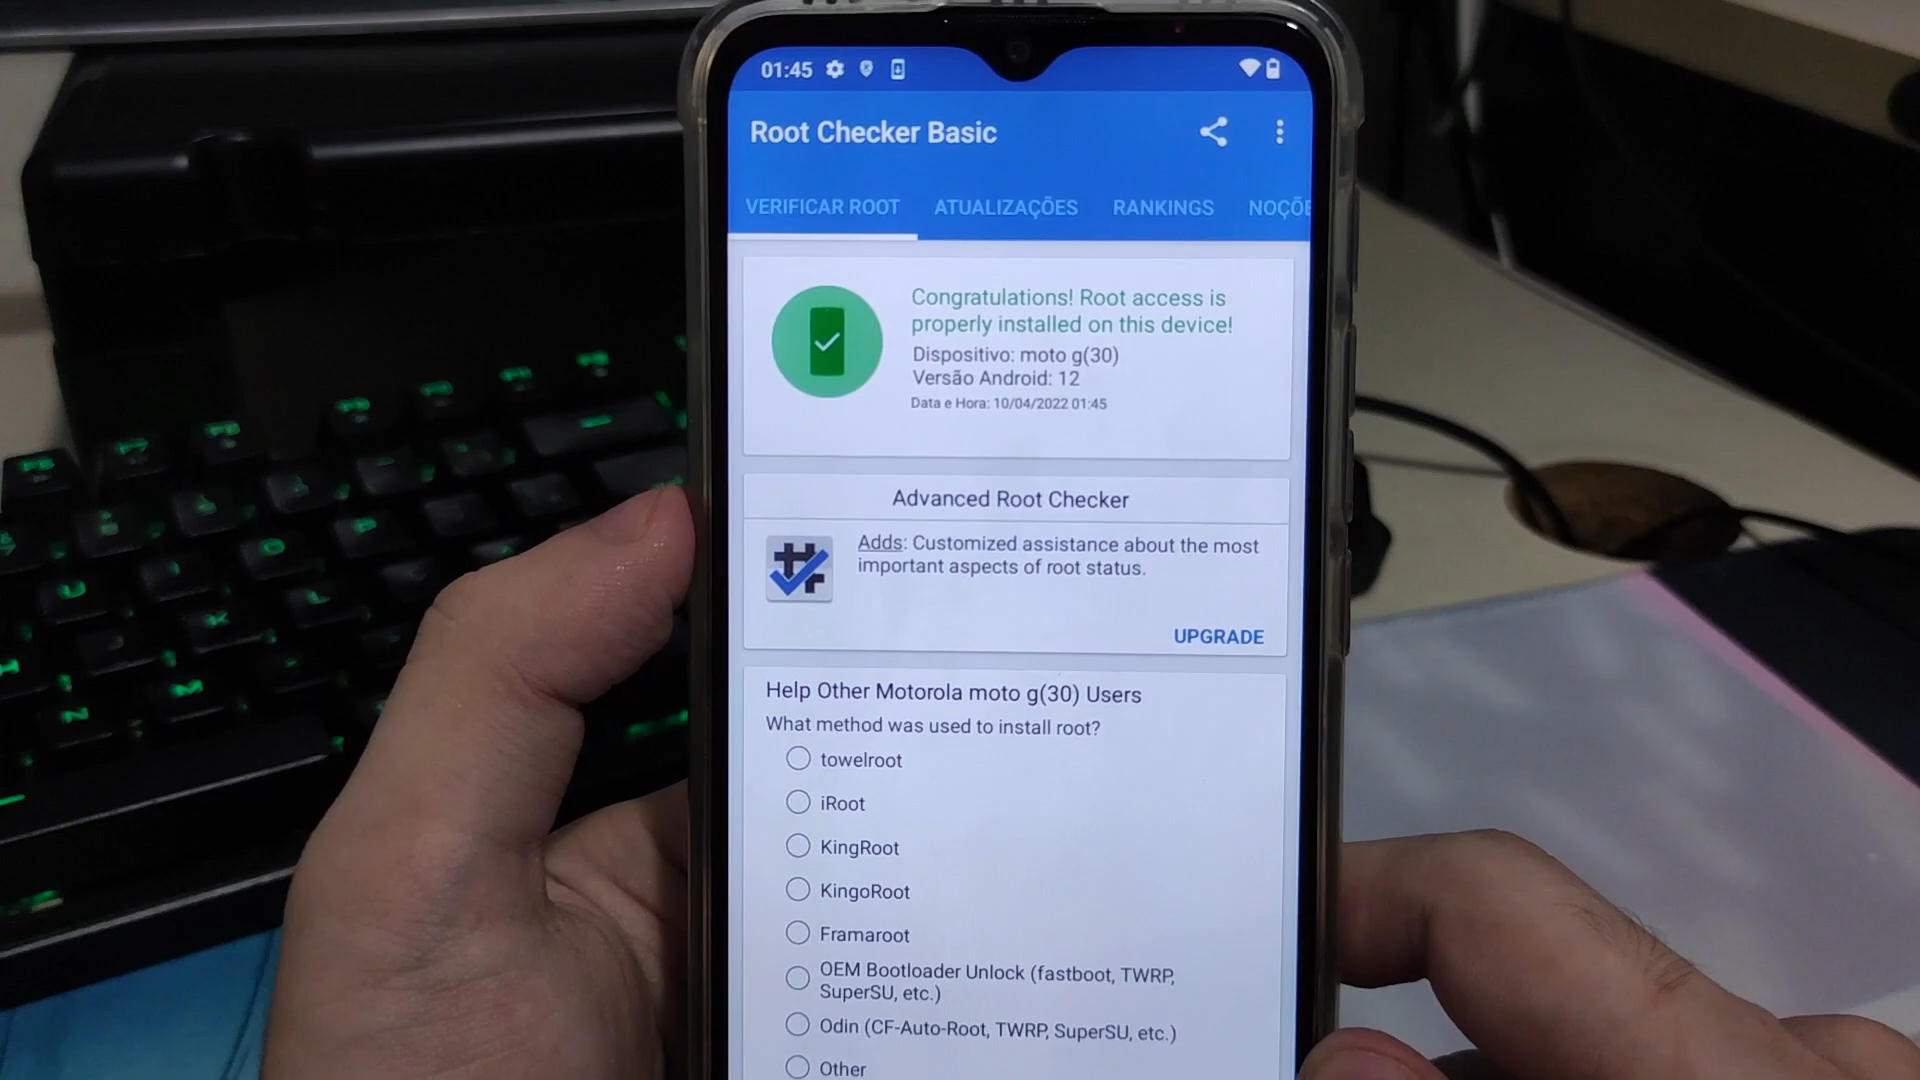 01:45
Root Checker Basic
VERIFICAR ROOT ATUALIZAÇÕES RANKINGS NOÇÕE
Congratulations! Root access is
properly installed on this device!
Dispositivo: moto g(30)
Versão Android: 12
Data e Hora: 10/04/2022 01:45
Advanced Root Checker
Adds: Customized assistance about the most
important aspects of root status.
UPGRADE
Help Other Motorola moto g(30) Users
What method was used to install root?
towelroot
iRoot
KingRoot
KingoRoot
Framaroot
OEM Bootloader Unlock (fastboot, TWRP,
SuperSU, etc.)
Odin (CF-Auto-Root, TWRP, SuperSU, etc.)
Other
P
O
U
I
L
K
M
N